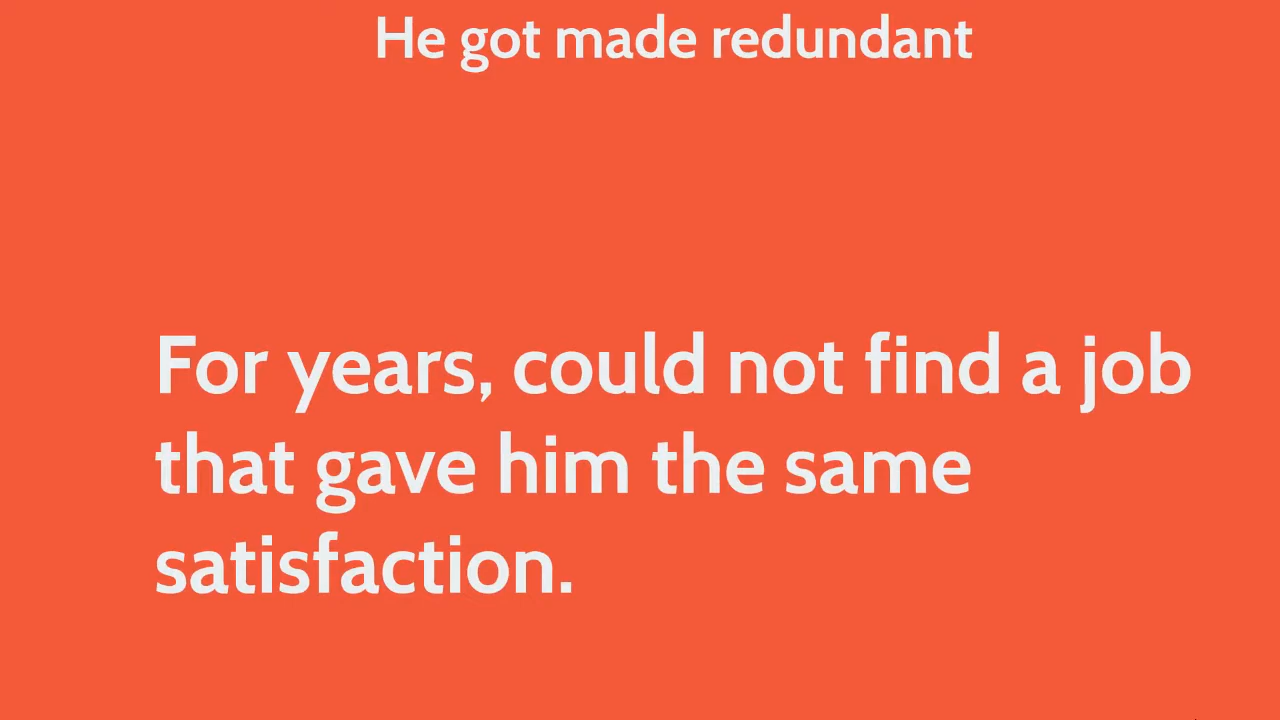 He got made redundant
For years, could not find a job
that gave him the same
satisfaction.